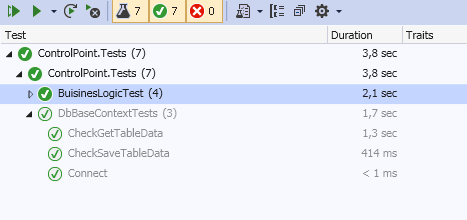 7 7 0
Test Duration Traits
ControlPoint.Tests (7) 3,8 sec
ControlPoint.Tests (7) 3,8 sec
BuisinesLogicTest (4) 2,1 sec
DbBaseContextTests (3) 1,7 sec
CheckGetTableData 1,3 sec
CheckSaveTableData 414 ms
Connect < 1 ms